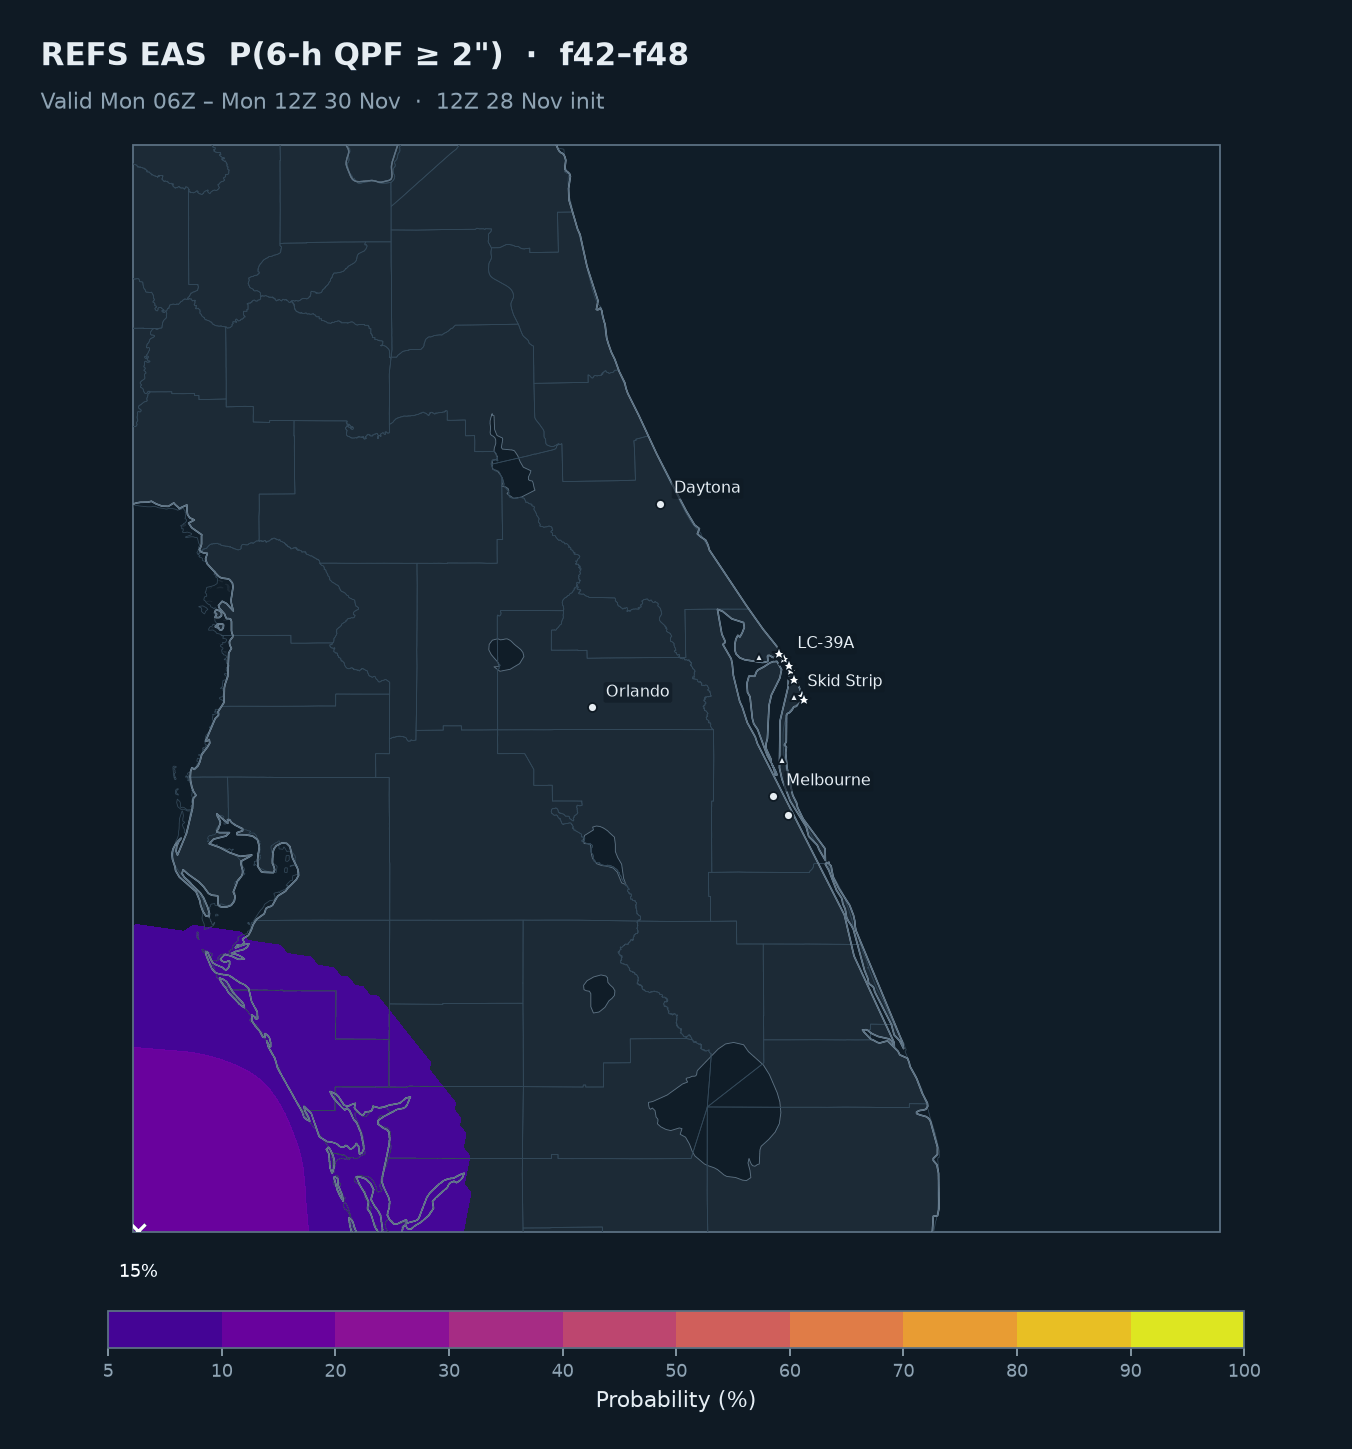 REFS EAS  P(6-h QPF ≥ 2")  ·  f42–f48
Valid Mon 06Z – Mon 12Z 30 Nov  ·  12Z 28 Nov init
Daytona
LC-39A
Skid Strip
Orlando
Melbourne
15%
5 10 20 30 40 50 60 70 80 90 100
Probability (%)